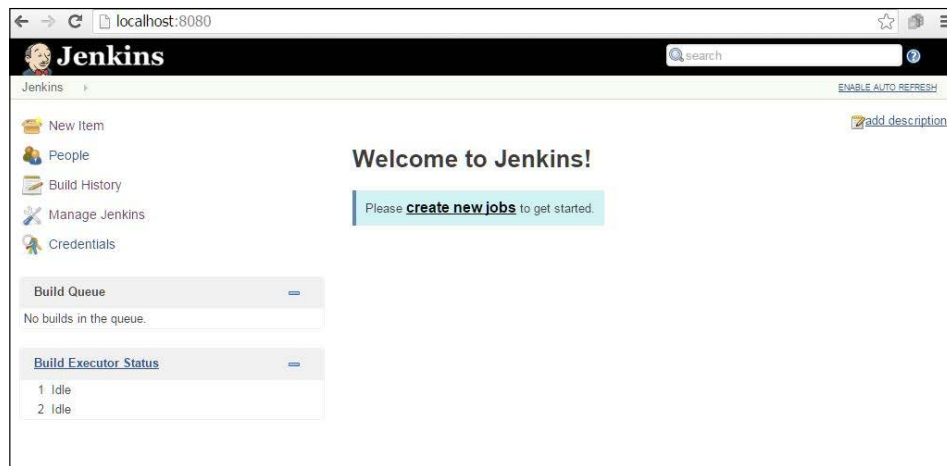 localhost:8080
Jenkins
search
Jenkins
ENABLE AUTO REFRESH
New Item
People
Build History
Manage Jenkins
Credentials
add description
Welcome to Jenkins!
Please create new jobs to get started.
Build Queue
No builds in the queue.
Build Executor Status
1 Idle
2 Idle